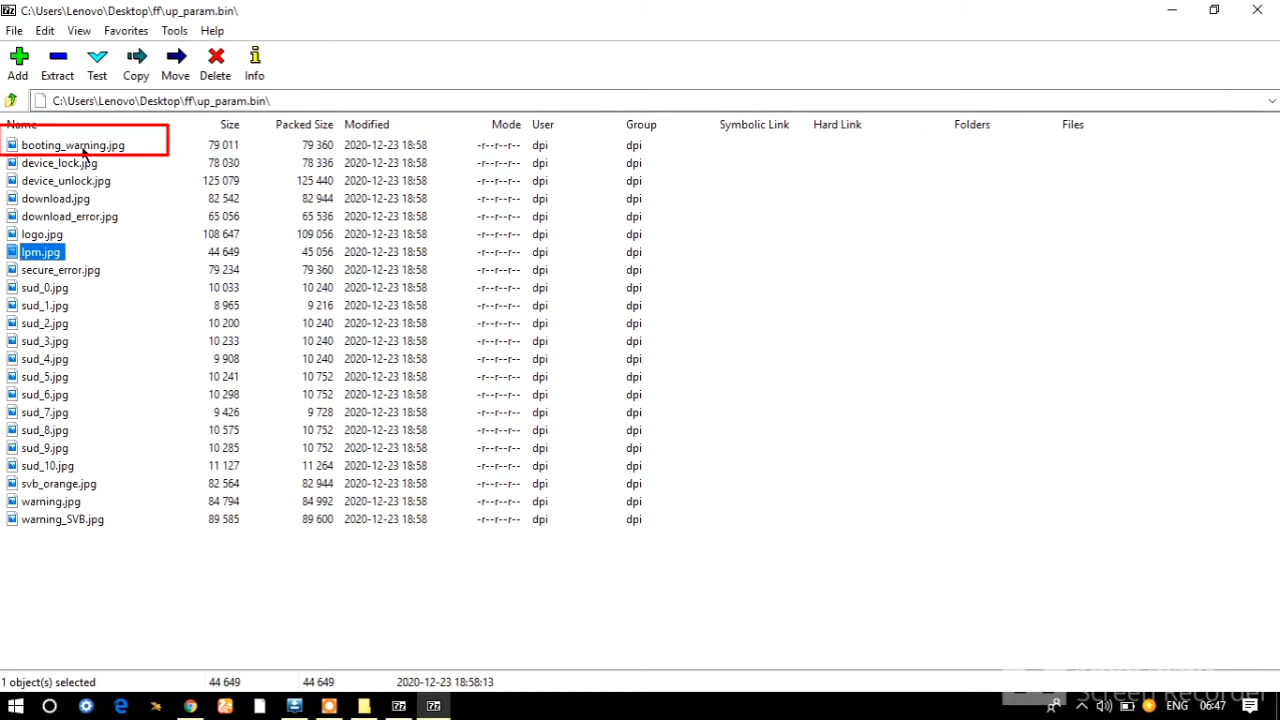 C:\Users\Lenovo\Desktop\ff\up_param.bin\
File Edit View Favorites Tools Help
Add Extract Test Copy Move Delete Info
C:\Users\Lenovo\Desktop\ff\up_param.bin\
Name Size Packed Size Modified Mode User Group Symbolic Link Hard Link Folders Files
booting_warning.jpg 79 011 79 360 2020-12-23 18:58 -r--r--r-- dpi dpi
device_lock.jpg 78 030 78 336 2020-12-23 18:58 -r--r--r-- dpi dpi
device_unlock.jpg 125 079 125 440 2020-12-23 18:58 -r--r--r-- dpi dpi
download.jpg 82 542 82 944 2020-12-23 18:58 -r--r--r-- dpi dpi
download_error.jpg 65 056 65 536 2020-12-23 18:58 -r--r--r-- dpi dpi
logo.jpg 108 647 109 056 2020-12-23 18:58 -r--r--r-- dpi dpi
lpm.jpg 44 649 45 056 2020-12-23 18:58 -r--r--r-- dpi dpi
secure_error.jpg 79 234 79 360 2020-12-23 18:58 -r--r--r-- dpi dpi
sud_0.jpg 10 033 10 240 2020-12-23 18:58 -r--r--r-- dpi dpi
sud_1.jpg 8 965 9 216 2020-12-23 18:58 -r--r--r-- dpi dpi
sud_2.jpg 10 200 10 240 2020-12-23 18:58 -r--r--r-- dpi dpi
sud_3.jpg 10 233 10 240 2020-12-23 18:58 -r--r--r-- dpi dpi
sud_4.jpg 9 908 10 240 2020-12-23 18:58 -r--r--r-- dpi dpi
sud_5.jpg 10 241 10 752 2020-12-23 18:58 -r--r--r-- dpi dpi
sud_6.jpg 10 298 10 752 2020-12-23 18:58 -r--r--r-- dpi dpi
sud_7.jpg 9 426 9 728 2020-12-23 18:58 -r--r--r-- dpi dpi
sud_8.jpg 10 575 10 752 2020-12-23 18:58 -r--r--r-- dpi dpi
sud_9.jpg 10 285 10 752 2020-12-23 18:58 -r--r--r-- dpi dpi
sud_10.jpg 11 127 11 264 2020-12-23 18:58 -r--r--r-- dpi dpi
svb_orange.jpg 82 564 82 944 2020-12-23 18:58 -r--r--r-- dpi dpi
warning.jpg 84 794 84 992 2020-12-23 18:58 -r--r--r-- dpi dpi
warning_SVB.jpg 89 585 89 600 2020-12-23 18:58 -r--r--r-- dpi dpi
1 object(s) selected 44 649 44 649 2020-12-23 18:58:13
Screen Recorder
ENG 06:47